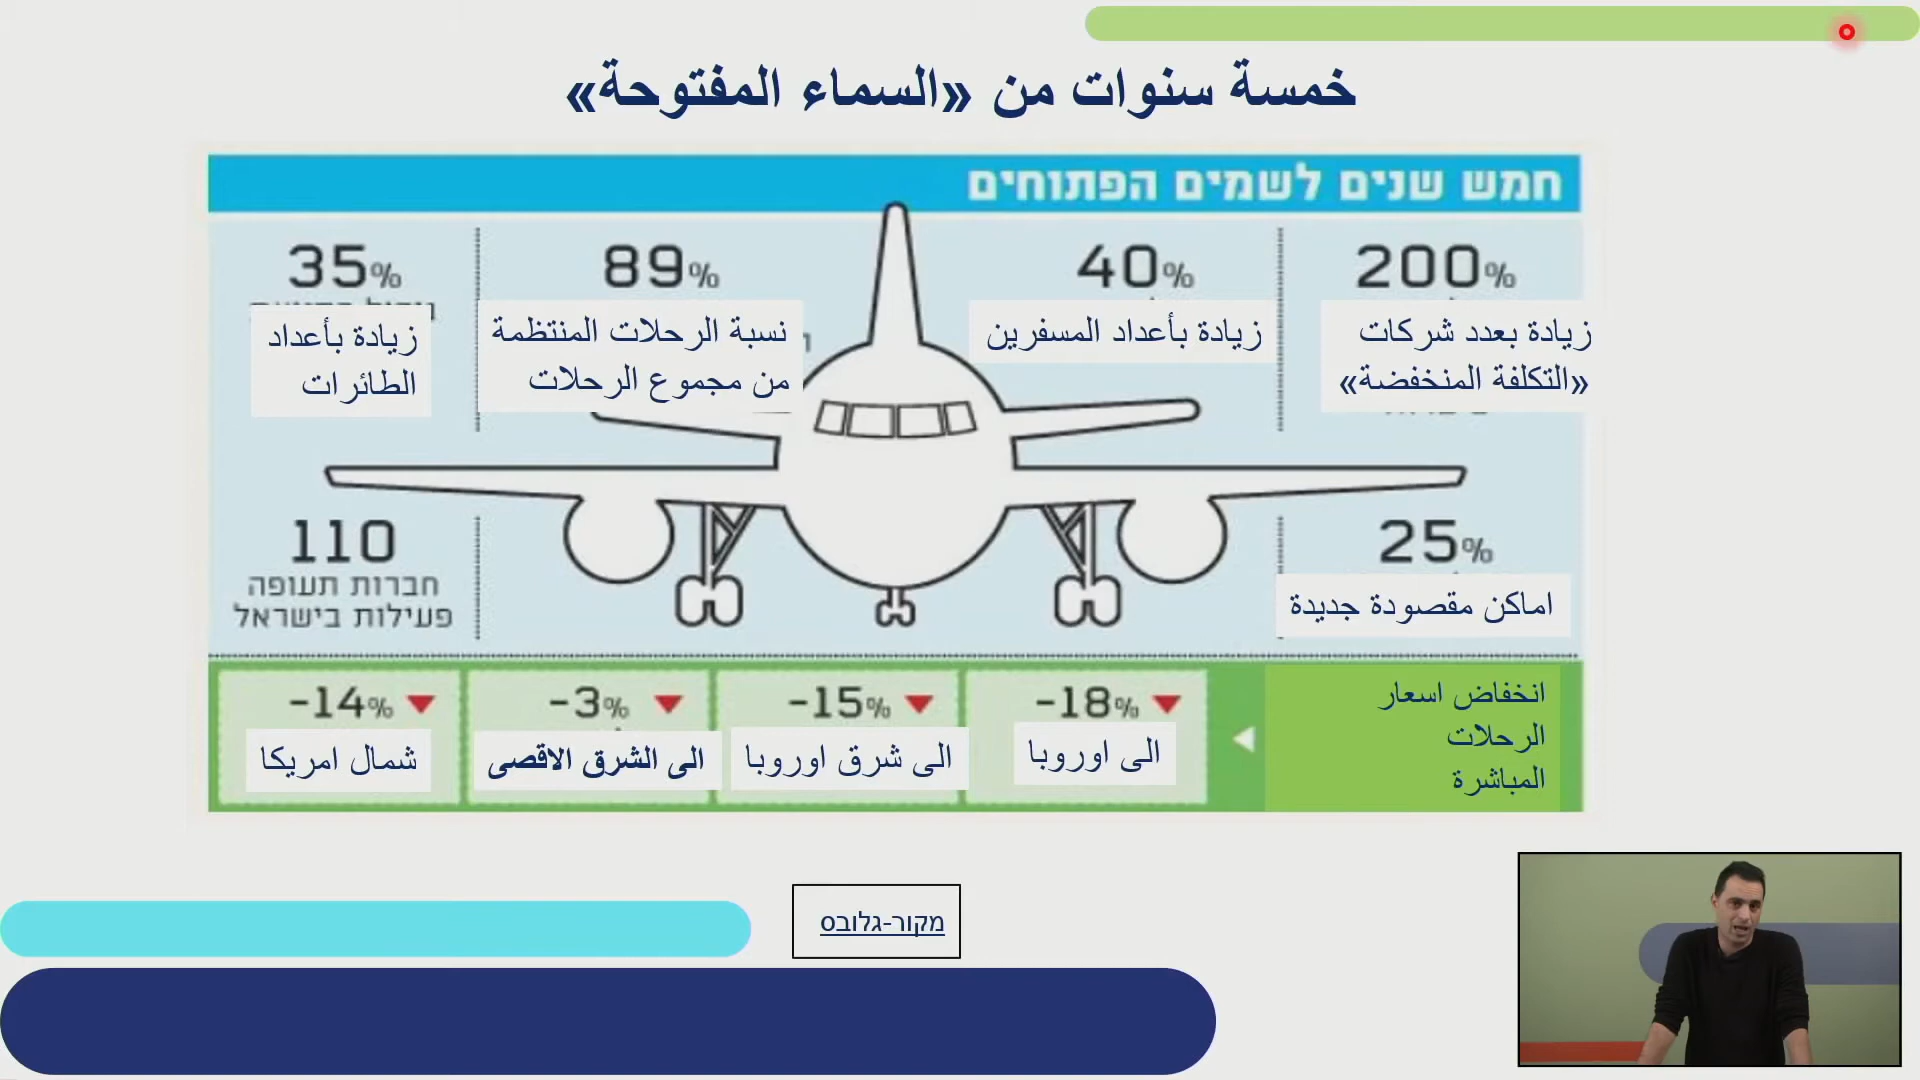 خمسة سنوات من «السماء المفتوحة»
חמש שנים לשמים הפתוחים
200%
زيادة بعدد شركات
«التكلفة المنخفضة»
40%
زيادة بأعداد المسفرين
89%
نسبة الرحلات المنتظمة
من مجموع الرحلات
35%
زيادة بأعداد
الطائرات
25%
اماكن مقصودة جديدة
110
חברות תעופה
פעילות בישראל
انخفاض اسعار
الرحلات
المباشرة
-18%
الى اوروبا
-15%
الى شرق اوروبا
-3%
الى الشرق الاقصى
-14%
شمال امريكا
מקור-גלובס